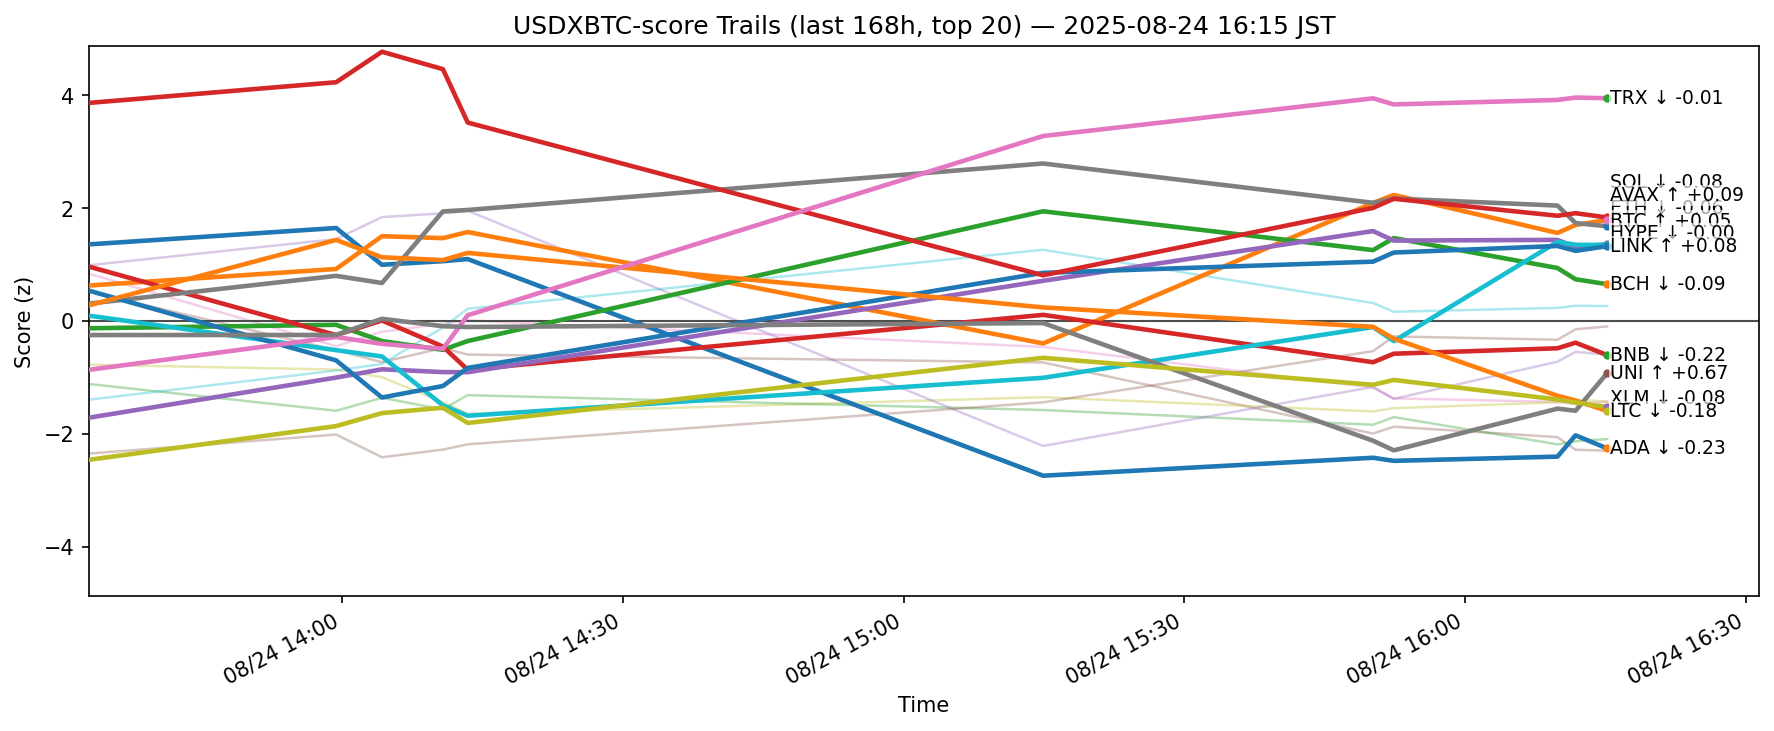 USDXBTC-score Trails (last 168h, top 20) — 2025-08-24 16:15 JST
Score (z)
4
2
0
−2
−4
TRX ↓ -0.01
SOL ↓ -0.08
AVAX ↑ +0.09
ETH ↓ -0.06
BTC ↑ +0.05
HYPE ↓ -0.00
LINK ↑ +0.08
BCH ↓ -0.09
BNB ↓ -0.22
UNI ↑ +0.67
XLM ↓ -0.08
LTC ↓ -0.18
ADA ↓ -0.23
08/24 14:00
08/24 14:30
08/24 15:00
08/24 15:30
08/24 16:00
08/24 16:30
Time